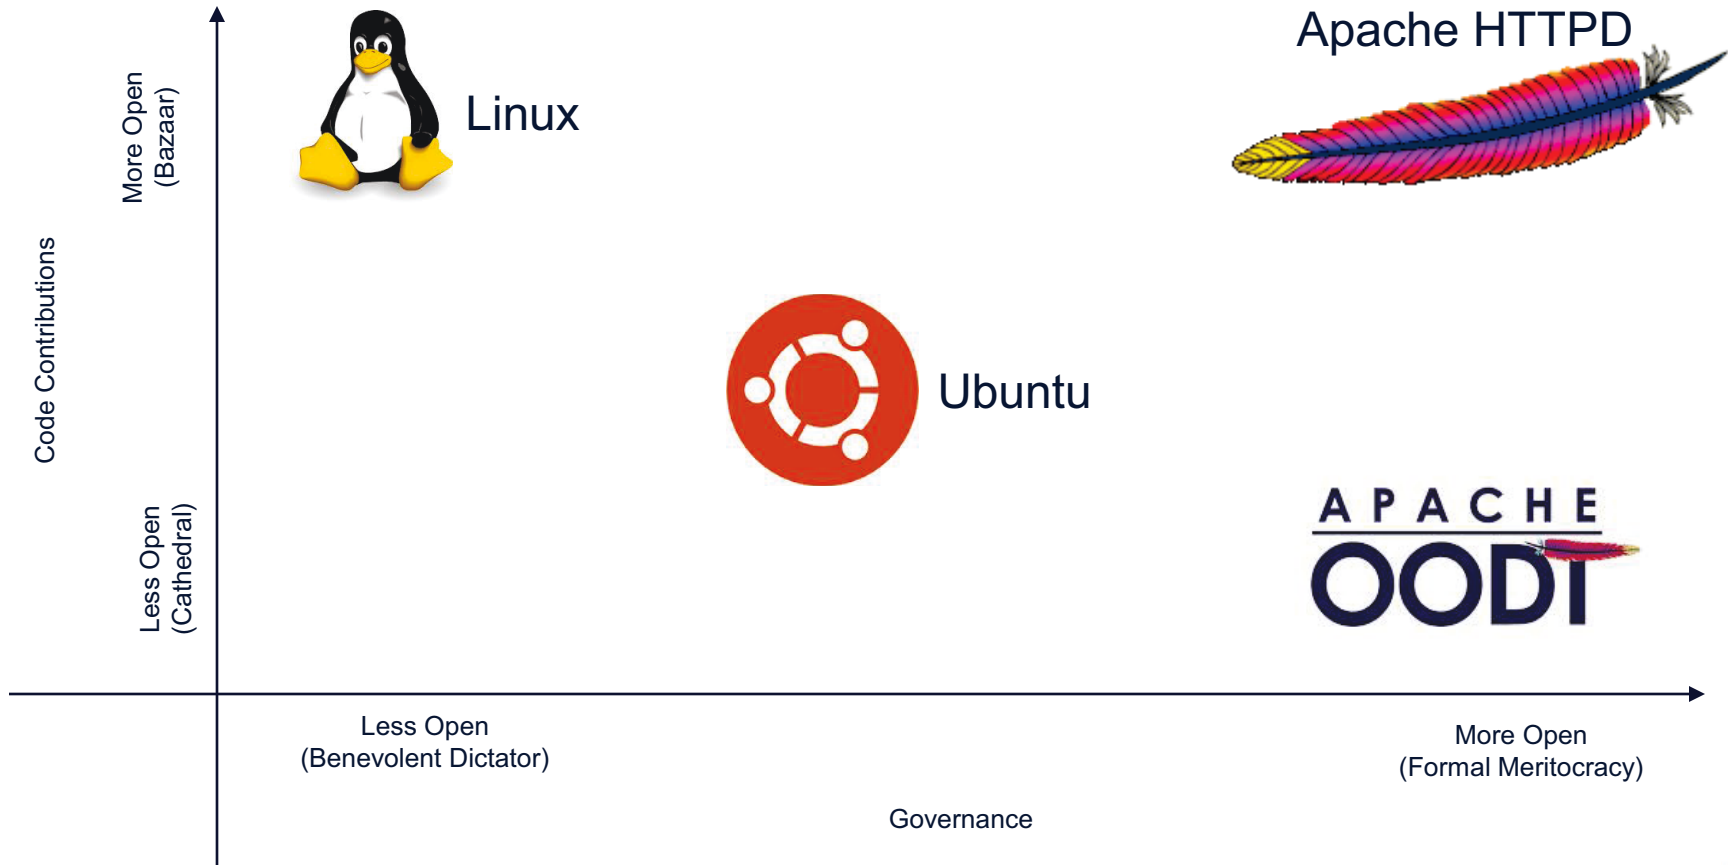 Apache HTTPD
Linux
More Open
(Bazaar)
Code Contributions
Ubuntu
Less Open
(Cathedral)
APACHE
OODT
Less Open
(Benevolent Dictator)
More Open
(Formal Meritocracy)
Governance